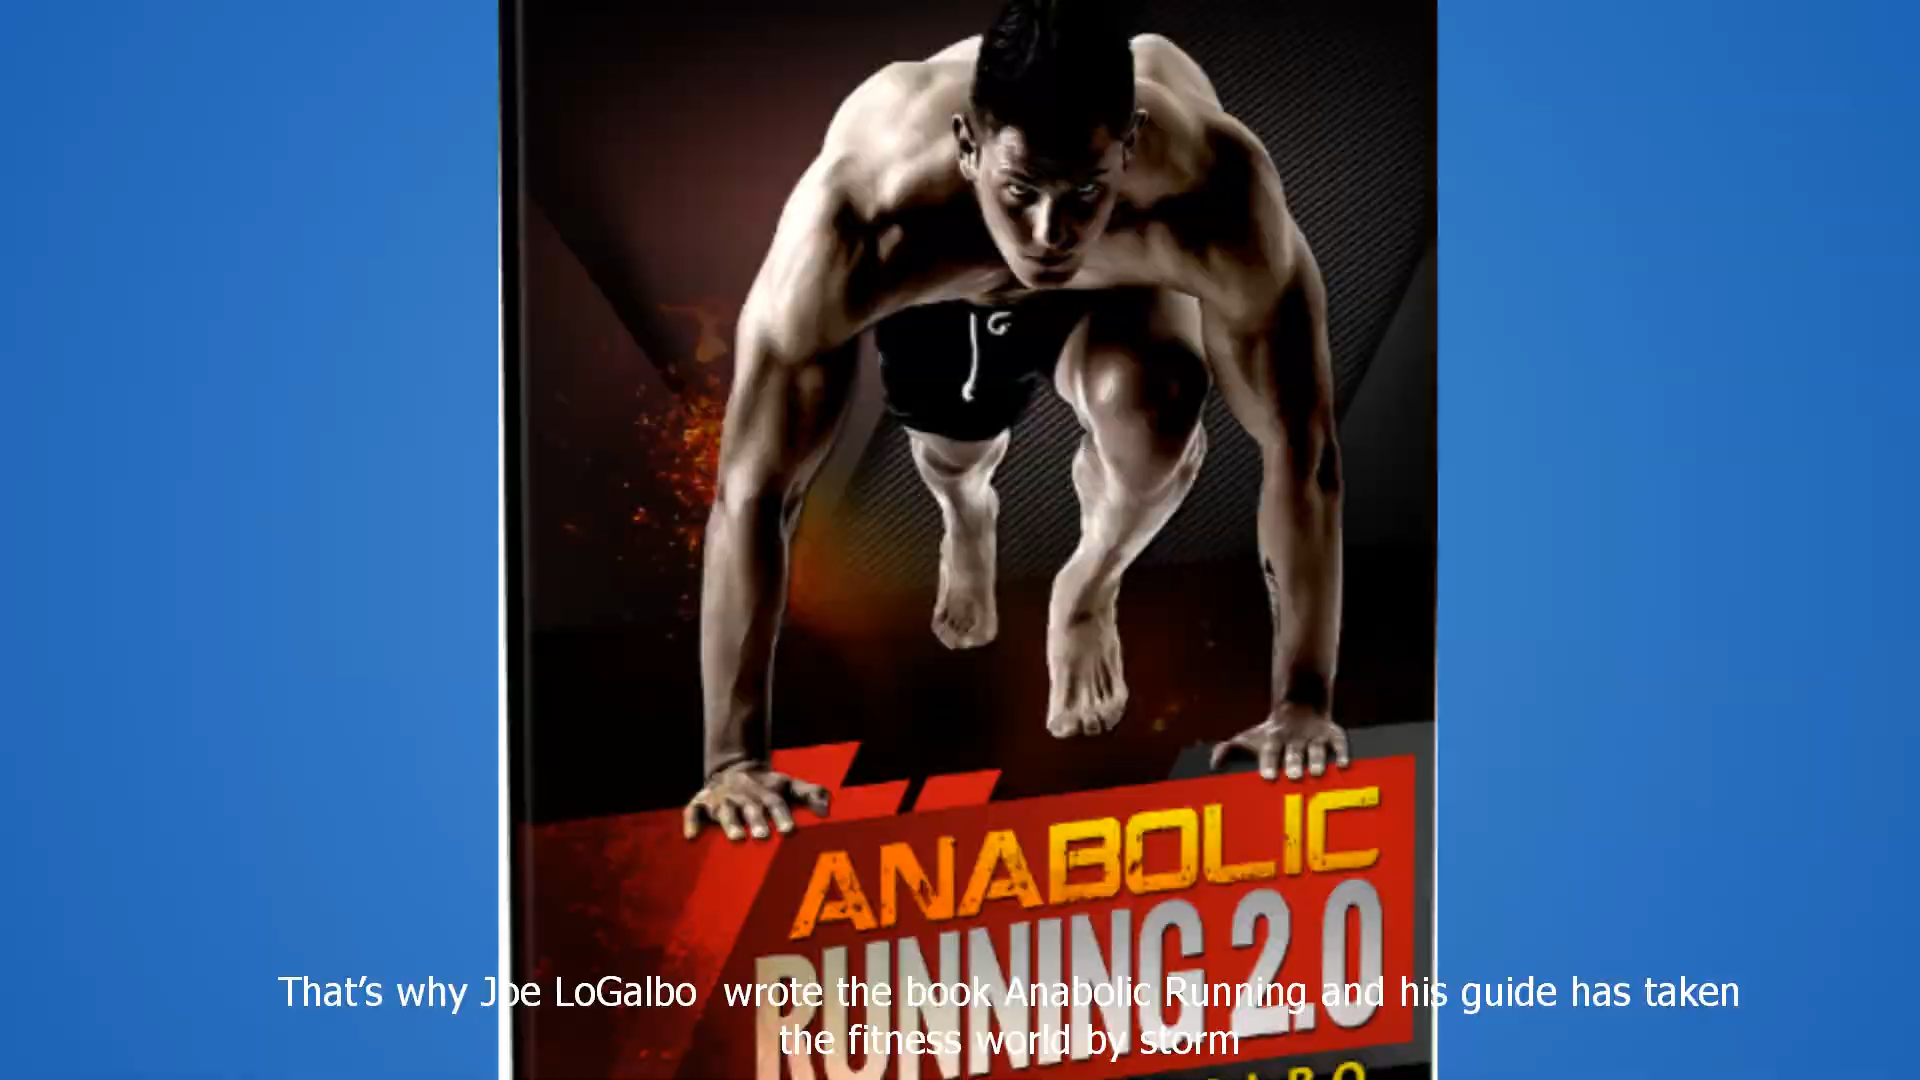 ANABOLIC
RUNNING 2.0
That’s why Joe LoGalbo  wrote the book Anabolic Running and his guide has taken
the fitness world by storm